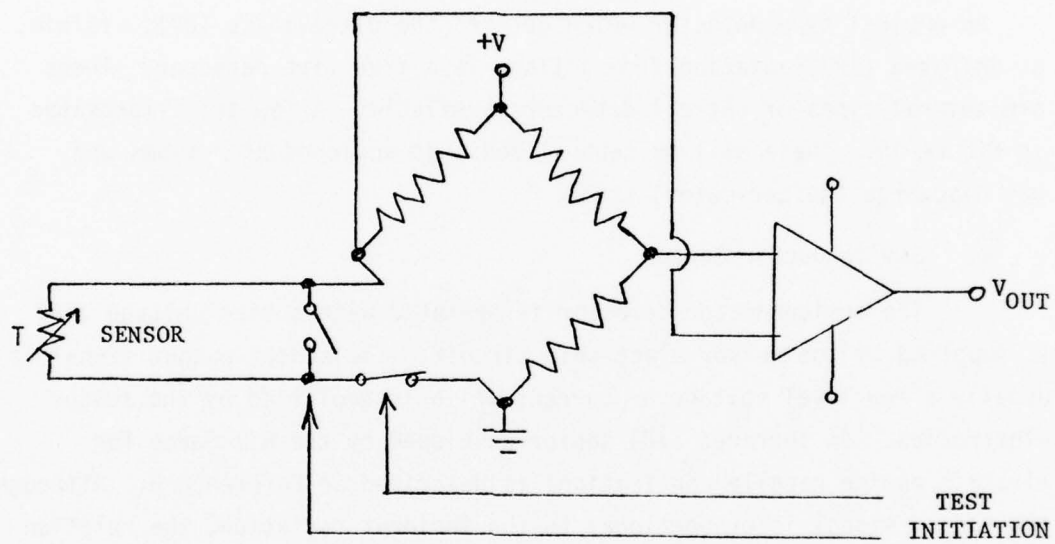 +V
T
SENSOR
V OUT
TEST
INITIATION